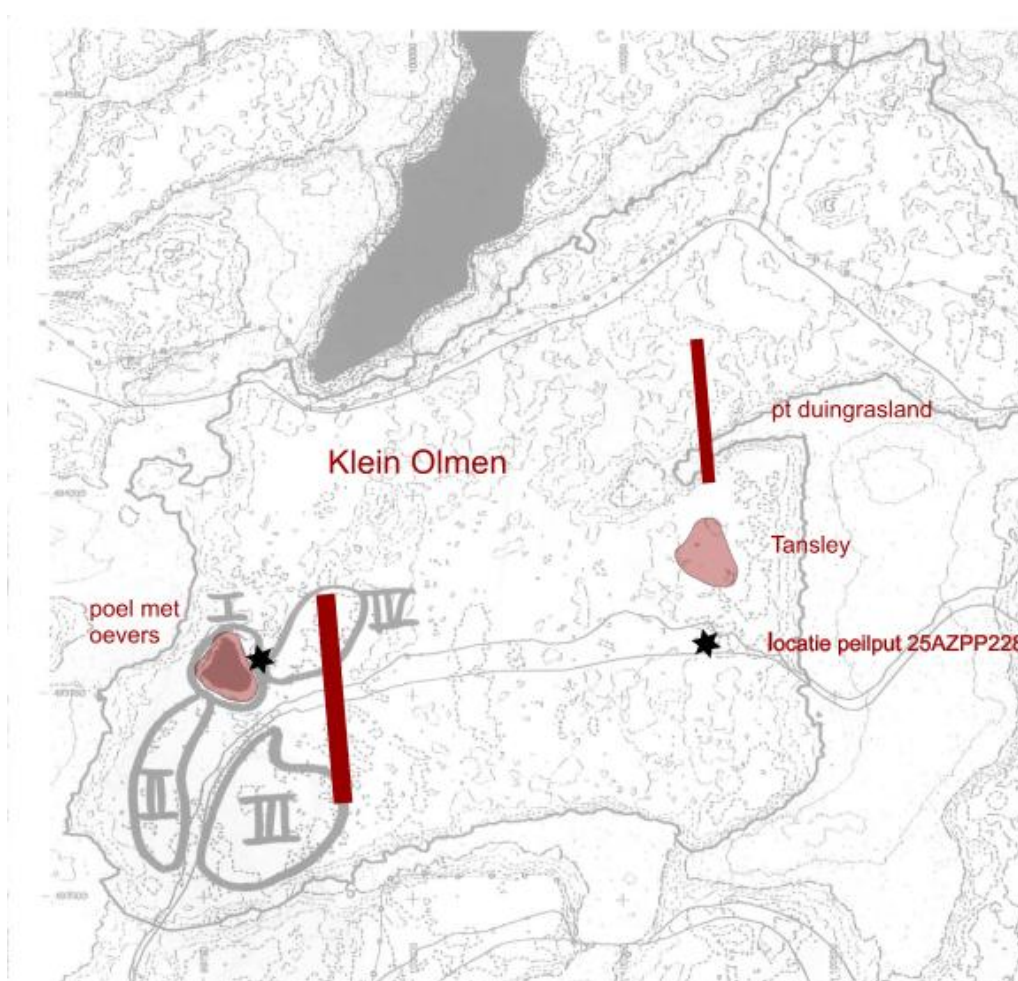 pt duingrasland
Klein Olmen
Tansley
poel met
oevers
I
IV
locatie peilput 25AZPP228
II
III